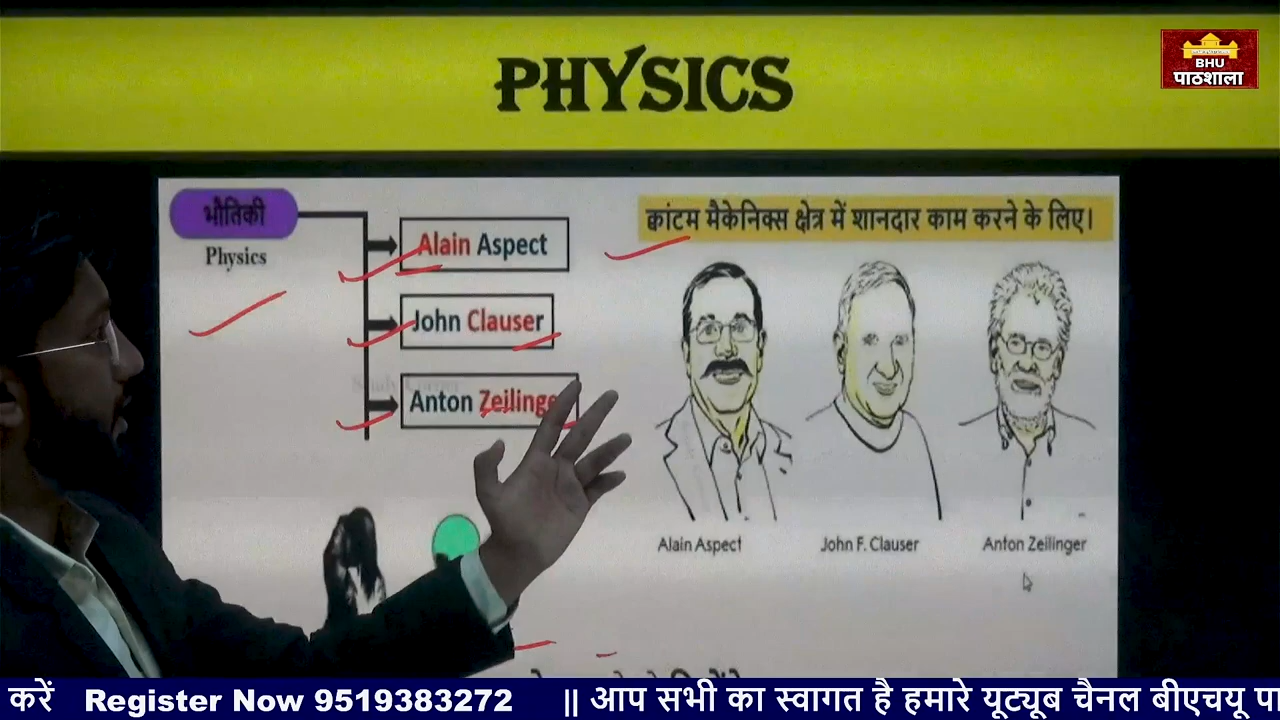 PHYSICS
BHU
पाठशाला
भौतिकी
Physics
Alain Aspect
John Clauser
Anton Zeilinge
क्वांटम मैकेनिक्स क्षेत्र में शानदार काम करने के लिए।
Alain Aspect
John F. Clauser
Anton Zeilinger
करें Register Now 9519383272 || आप सभी का स्वागत है हमारे यूट्यूब चैनल बीएचयू पा